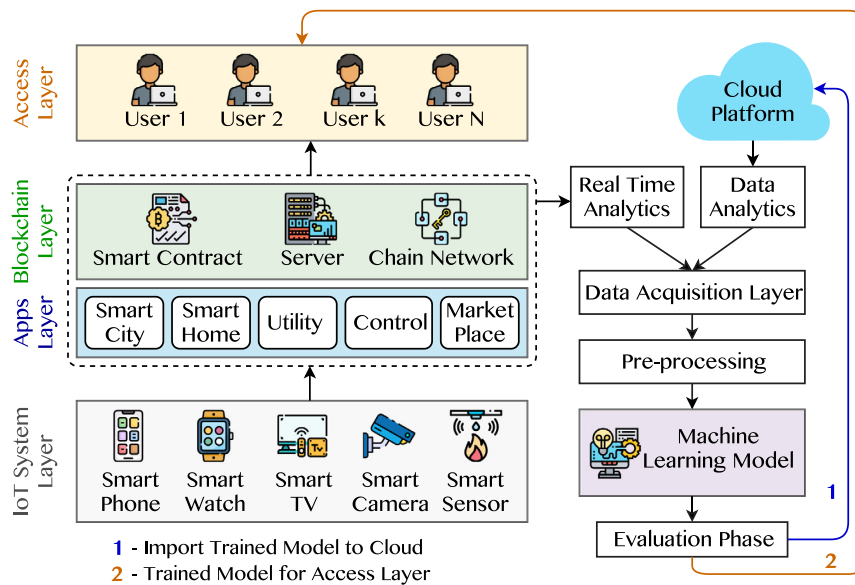 Access
Layer
User 1
User 2
User k
User N
Blockchain
Layer
Smart Contract
Server
Chain Network
Apps
Layer
Smart
City
Smart
Home
Utility
Control
Market
Place
IoT System
Layer
Smart
Phone
Smart
Watch
Tv
Smart
TV
Smart
Camera
Smart
Sensor
1 - Import Trained Model to Cloud
2 - Trained Model for Access Layer
Cloud
Platform
Real Time
Analytics
Data
Analytics
Data Acquisition Layer
Pre-processing
Machine
Learning Model
Evaluation Phase
1
2